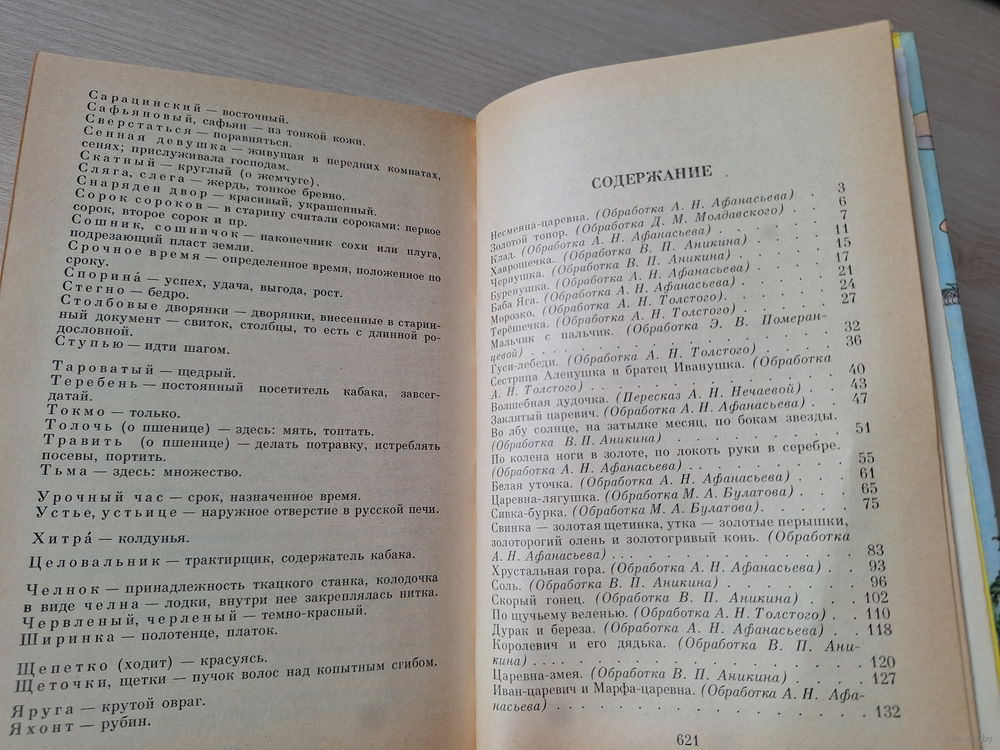 Сарацинский — восточный.
Сафьяновый, сафьян — из тонкой кожи.
Сверстаться — поравняться.
Сенная девушка — живущая в передних комнатах,
сенях; прислуживала господам.
Скатный — круглый (о жемчуге).
Сляга, слега — жердь, тонкое бревно.
Снаряден двор — красивый, украшенный.
Сорок сороков — в старину считали сороками: первое
сорок, второе сорок и пр.
Сошник, сошничок — наконечник сохи или плуга,
подрезающий пласт земли.
Срочное время — определенное время, положенное по
сроку.
Спорина́ — успех, удача, выгода, рост.
Стегно — бедро.
Столбовые дворянки — дворянки, внесенные в старин-
ный документ — свиток, столбцы, то есть с длинной ро-
дословной.
Ступью — идти шагом.
Тароватый — щедрый.
Теребень — постоянный посетитель кабака, завсег-
датай.
Токмо — только.
Толочь (о пшенице) — здесь: мять, топтать.
Травить (о пшенице) — делать потравку, истреблять
посевы, портить.
Тьма — здесь: множество.
Урочный час — срок, назначенное время.
Устье, устьице — наружное отверстие в русской печи.
Хитра́ — колдунья.
Целовальник — трактирщик, содержатель кабака.
Челнок — принадлежность ткацкого станка, колодочка
в виде челна — лодки, внутри нее закреплялась нитка.
Червленый, черленый — темно-красный.
Ширинка — полотенце, платок.
Щепетко (ходит) — красуясь.
Щеточки, щетки — пучок волос над копытным сгибом.
Яруга — крутой овраг.
Яхонт — рубин.
СОДЕРЖАНИЕ
Несмеяна-царевна. (Обработка А. Н. Афанасьева) . 3
Золотой топор. (Обработка Д. М. Молдавского) . . 6
Клад. (Обработка А. Н. Афанасьева) . . . . . 7
Хаврошечка. (Обработка В. П. Аникина) . . . . 11
Чернушка. (Обработка В. П. Аникина) . . . . 15
Буренушка. (Обработка А. Н. Афанасьева) . . . 17
Баба Яга. (Обработка А. Н. Афанасьева) . . . . 21
Морозко. (Обработка А. Н. Толстого). . . . . 24
Терёшечка. (Обработка А. Н. Толстого) . . . . 27
Мальчик с пальчик. (Обработка Э. В. Померан-
цевой) . . . . . . . . . . . . . . 32
Гуси-лебеди. (Обработка А. Н. Толстого) . . . . 36
Сестрица Аленушка и братец Иванушка. (Обработка
А. Н. Толстого) . . . . . . . . . . . 40
Волшебная дудочка. (Пересказ А. Н. Нечаевой) . . 43
Заклятый царевич. (Обработка А. Н. Афанасьева) . . 47
Во лбу солнце, на затылке месяц, по бокам звезды.
(Обработка В. П. Аникина) . . . . . . . 51
По колена ноги в золоте, по локоть руки в серебре.
(Обработка А. Н. Афанасьева) . . . . . . . 55
Белая уточка. (Обработка А. Н. Афанасьева) . . . 61
Царевна-лягушка. (Обработка М. А. Булатова) . . . 65
Сивка-бурка. (Обработка М. А. Булатова) . . . . 75
Свинка — золотая щетинка, утка — золотые перышки,
золоторогий олень и золотогривый конь. (Обработка
А. Н. Афанасьева) . . . . . . . . . . 83
Хрустальная гора. (Обработка А. Н. Афанасьева) . . 93
Соль. (Обработка В. П. Аникина) . . . . . . 96
Скорый гонец. (Обработка В. П. Аникина) . . . 102
По щучьему веленью. (Обработка А. Н. Толстого) . . 110
Дурак и береза. (Обработка А. Н. Афанасьева) . . 118
Королевич и его дядька. (Обработка В. П. Ани-
кина) . . . . . . . . . . . . . . 120
Царевна-змея. (Обработка В. П. Аникина) . . . . 127
Иван-царевич и Марфа-царевна. (Обработка А. Н. Афа-
насьева) . . . . . . . . . . . . . 132
621